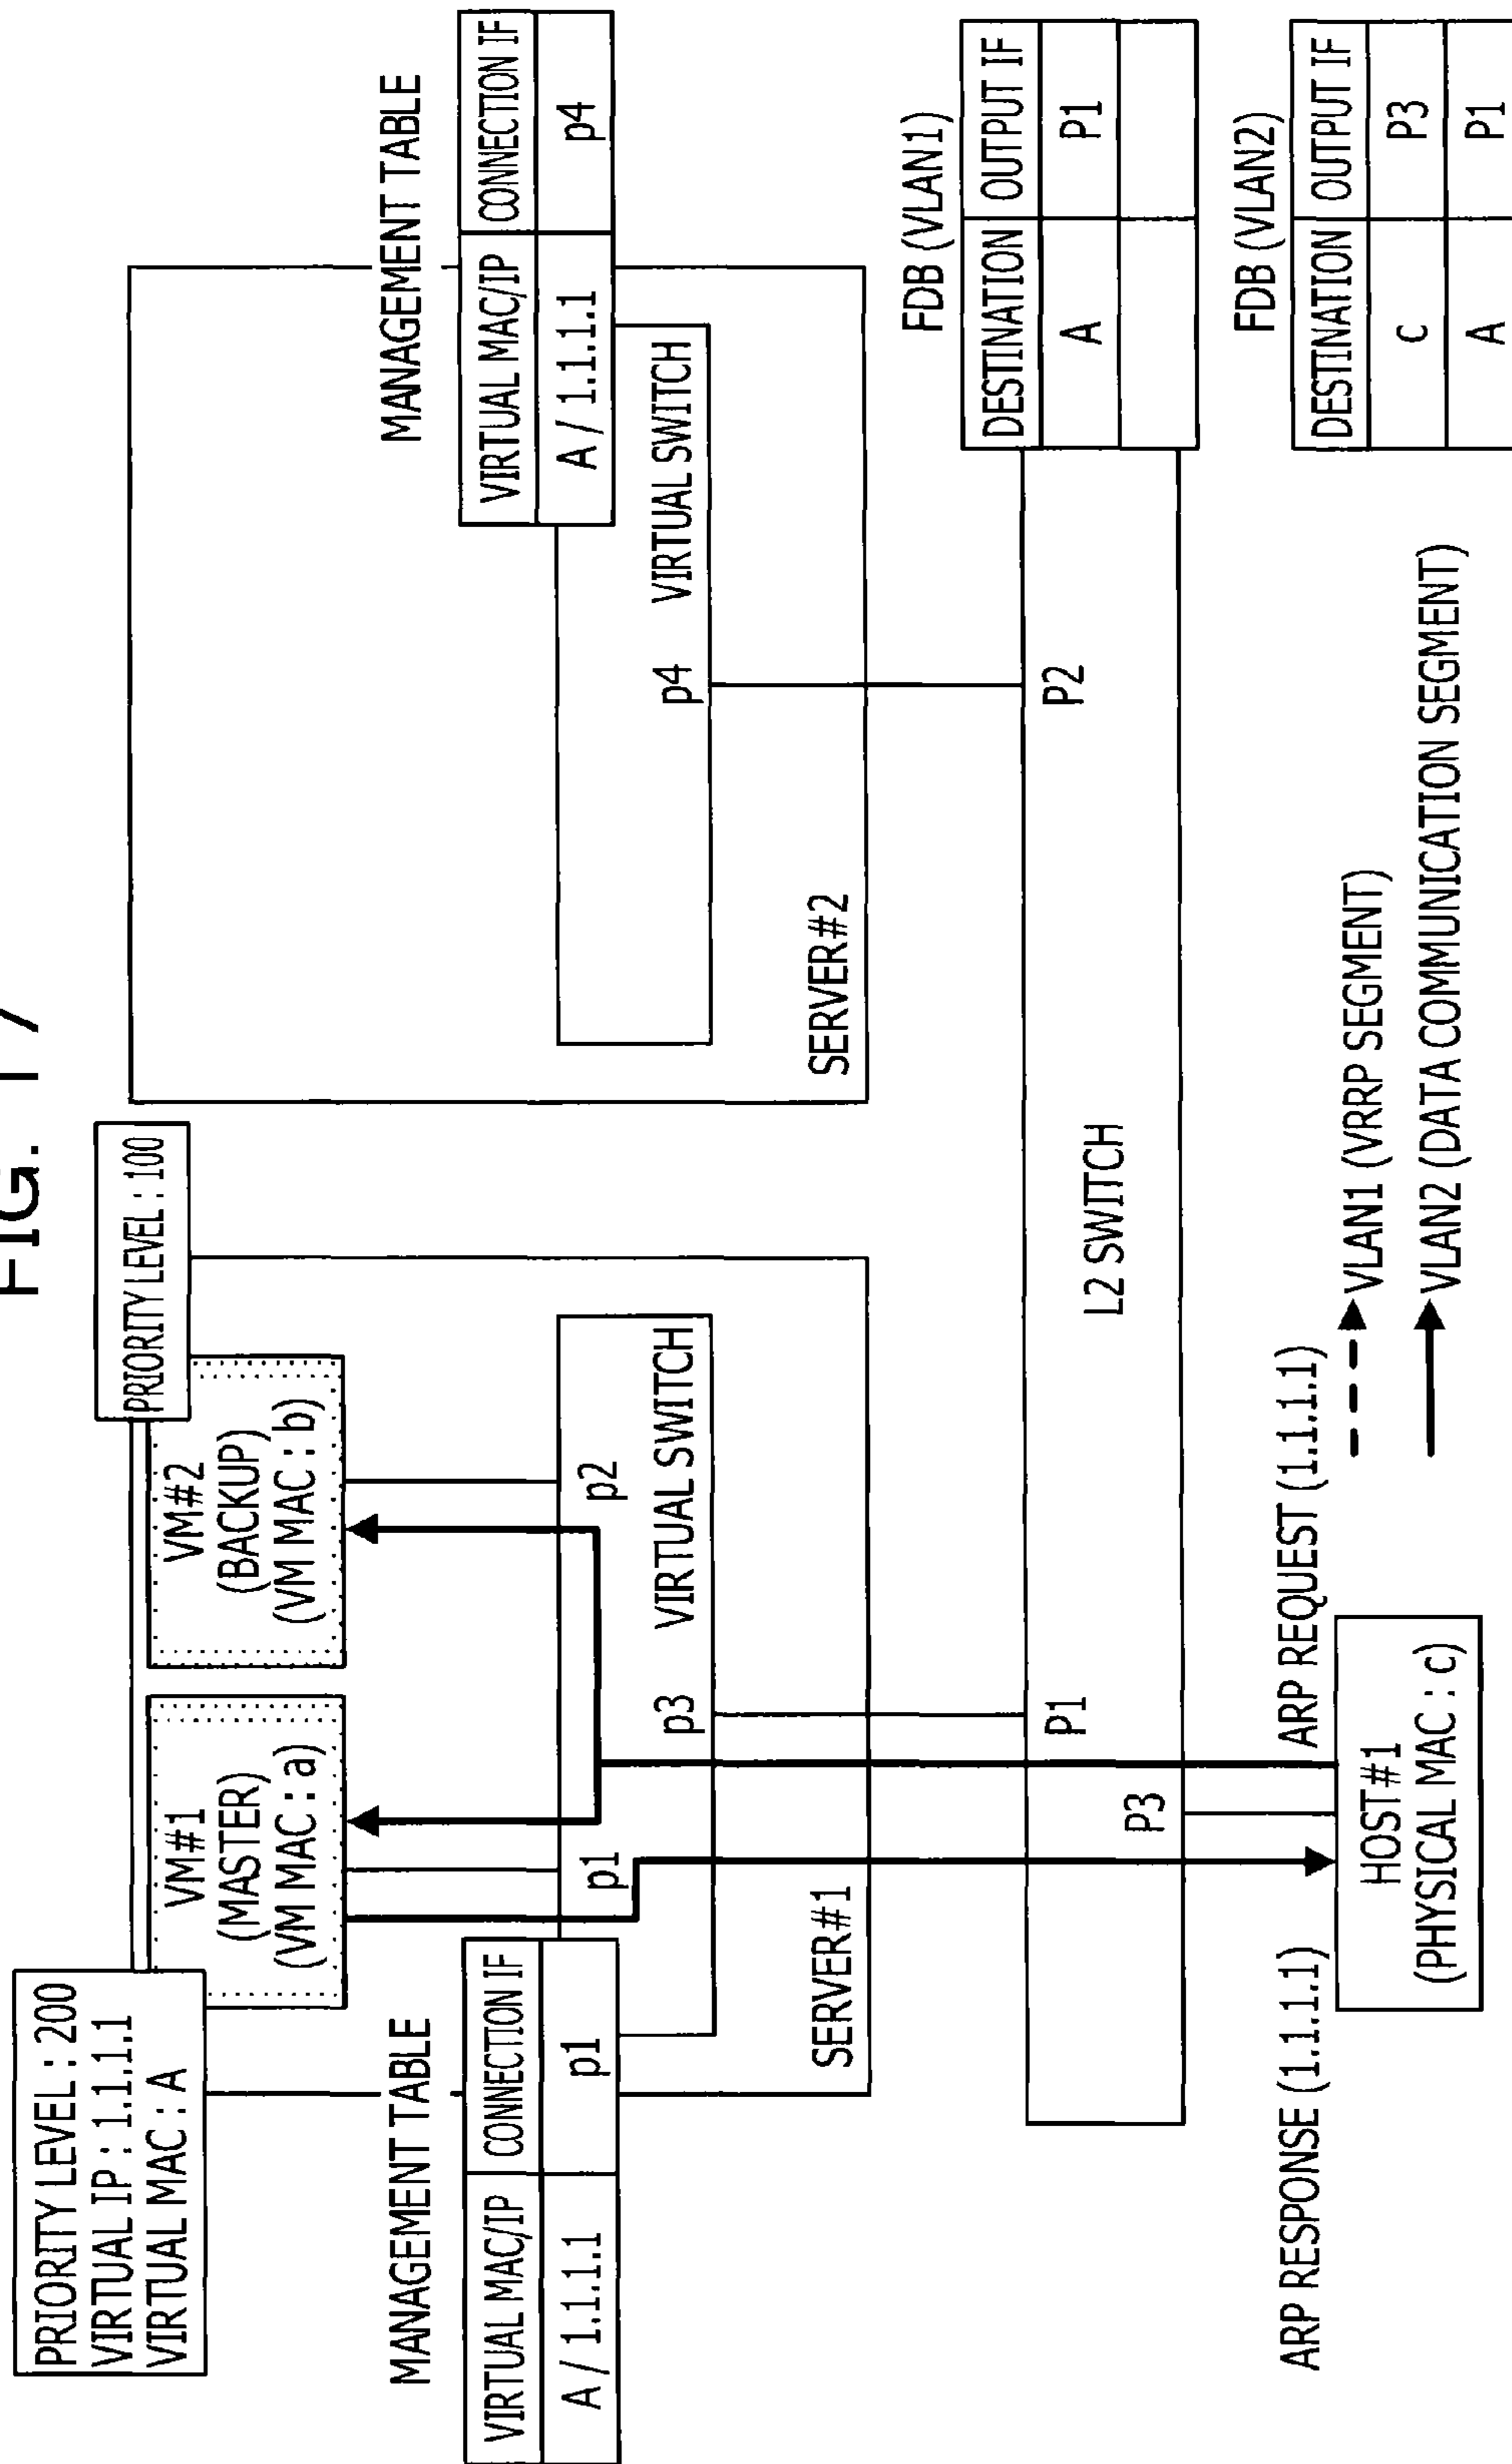 FIG. 17
PRIORITY LEVEL : 200
VIRTUAL IP : 1.1.1.1
VIRTUAL MAC : A
VM#1
(MASTER)
(VM MAC : a)
VM#2
(BACKUP)
(VM MAC : b)
PRIORITY LEVEL : 100
MANAGEMENT TABLE
VIRTUAL MAC/IP CONNECTION IF
A / 1.1.1.1 p1
p1
p2
p3 VIRTUAL SWITCH
SERVER#1
MANAGEMENT TABLE
VIRTUAL MAC/IP CONNECTION IF
A / 1.1.1.1 p4
p4 VIRTUAL SWITCH
SERVER#2
P1
P2
P3
L2 SWITCH
FDB (VLAN1)
DESTINATION OUTPUT IF
A P1
FDB (VLAN2)
DESTINATION OUTPUT IF
C P3
A P1
ARP RESPONSE (1.1.1.1)
ARP REQUEST (1.1.1.1)
HOST#1
(PHYSICAL MAC : c)
VLAN1 (VRRP SEGMENT)
VLAN2 (DATA COMMUNICATION SEGMENT)